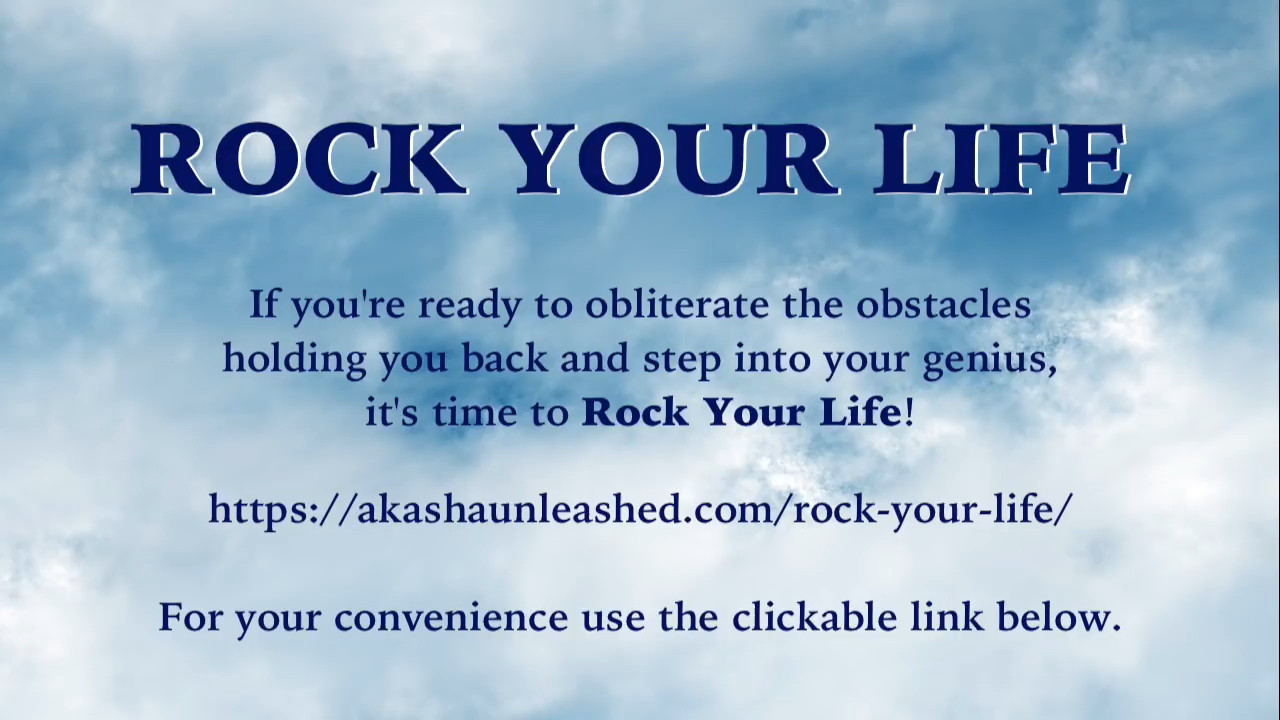 ROCK YOUR LIFE
If you're ready to obliterate the obstacles
holding you back and step into your genius,
it's time to Rock Your Life!
https://akashaunleashed.com/rock-your-life/
For your convenience use the clickable link below.